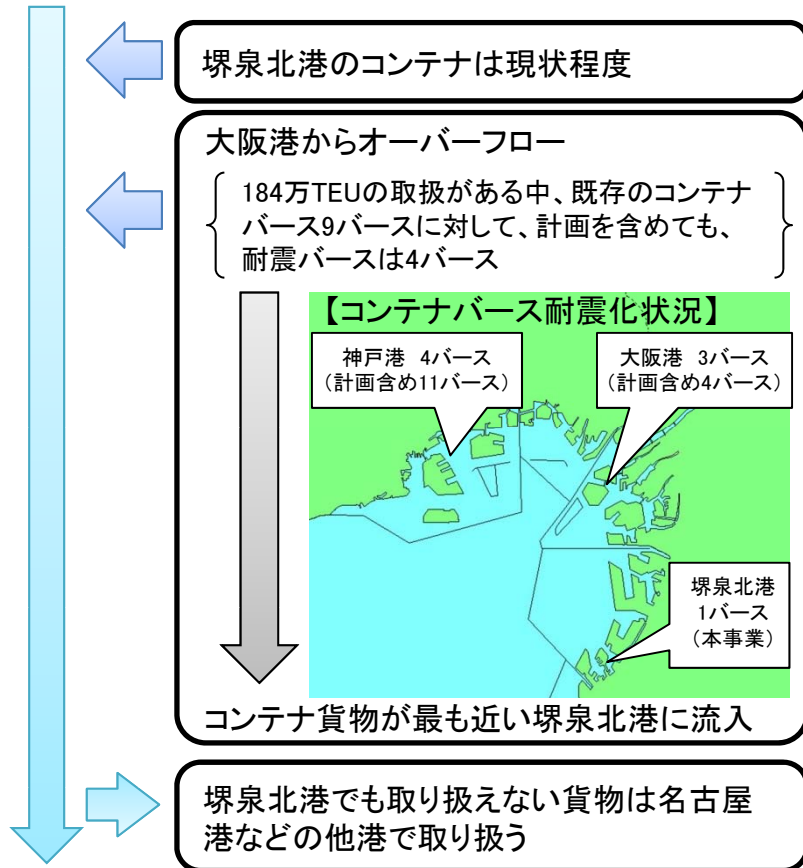 堺泉北港のコンテナは現状程度
大阪港からオーバーフロー
184万TEUの取扱がある中、既存のコンテナ
バース9バースに対して、計画を含めても、
耐震バースは4バース
【コンテナバース耐震化状況】
神戸港 4バース
（計画含め11バース）
大阪港 3バース
（計画含め4バース）
堺泉北港
1バース
（本事業）
コンテナ貨物が最も近い堺泉北港に流入
堺泉北港でも取り扱えない貨物は名古屋
港などの他港で取り扱う